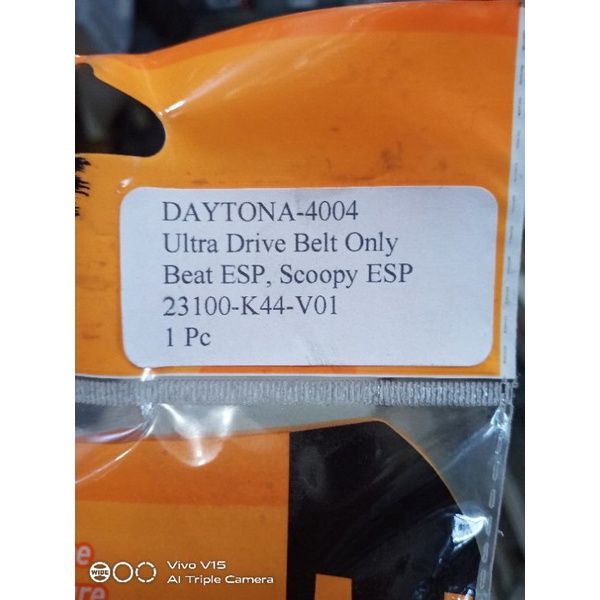 DAYTONA-4004
Ultra Drive Belt Only
Beat ESP, Scoopy ESP
23100-K44-V01
1 Pc
WIDE
Vivo V15
AI Triple Camera